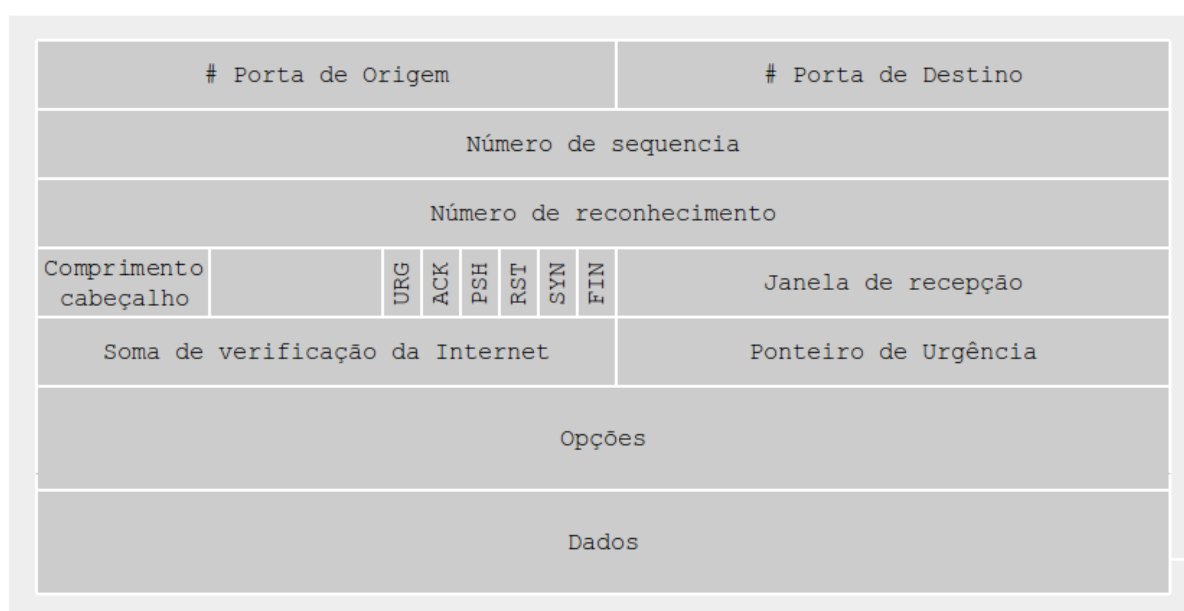 # Porta de Origem
# Porta de Destino
Número de sequencia
Número de reconhecimento
Comprimento
cabeçalho
URG
ACK
PSH
RST
SYN
FIN
Janela de recepção
Soma de verificação da Internet
Ponteiro de Urgência
Opções
Dados